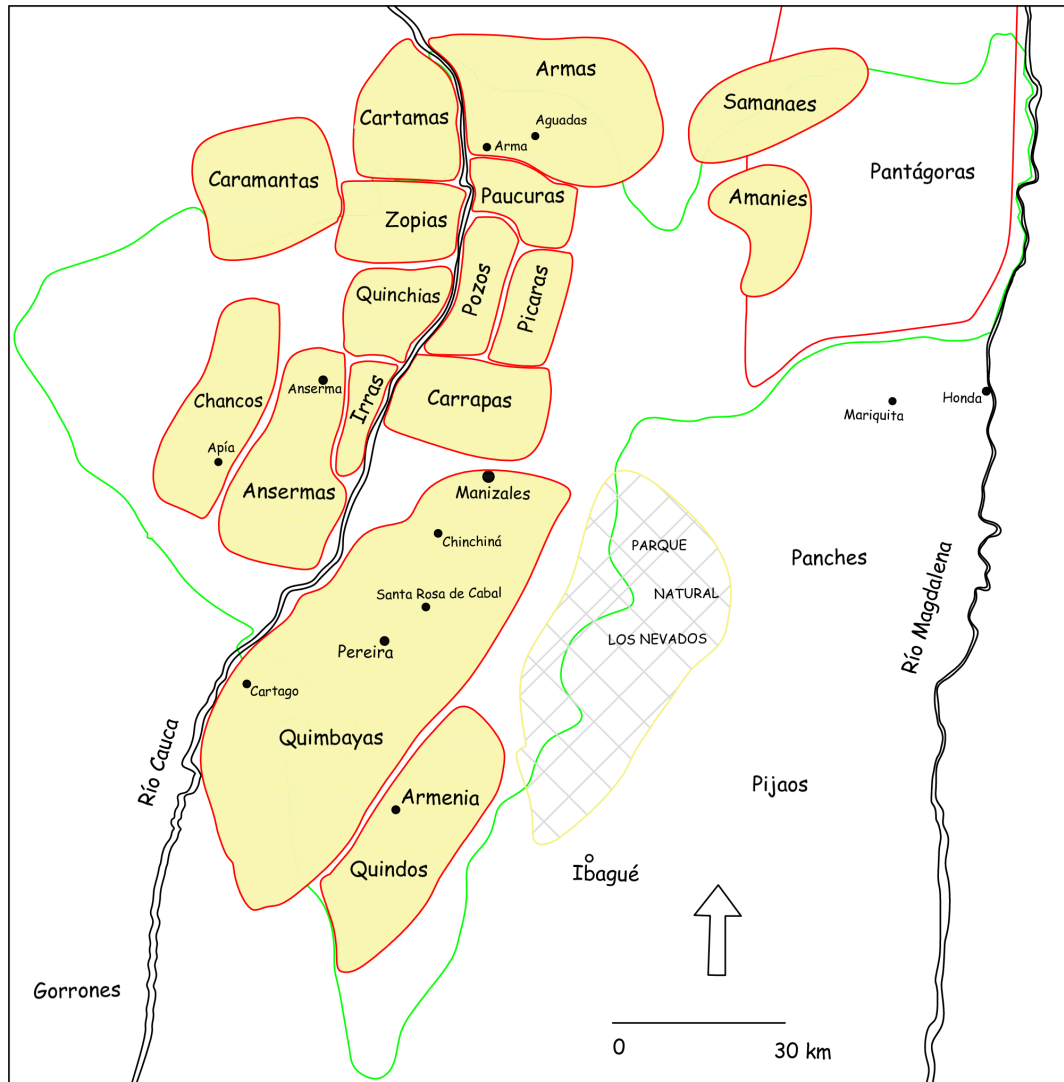 Armas
Samanaes
Cartamas
Aguadas
Arma
Pantágoras
Caramantas
Paucuras
Amanies
Zopias
Quinchias
Pozos
Picaras
Anserma
Irras
Chancos
Carrapas
Honda
Mariquita
Apía
Ansermas
Manizales
Chinchiná
PARQUE
NATURAL
LOS NEVADOS
Panches
Santa Rosa de Cabal
Pereira
Río Magdalena
Cartago
Quimbayas
Río Cauca
Armenia
Pijaos
Quindos
Ibagué
Gorrones
0
30 km